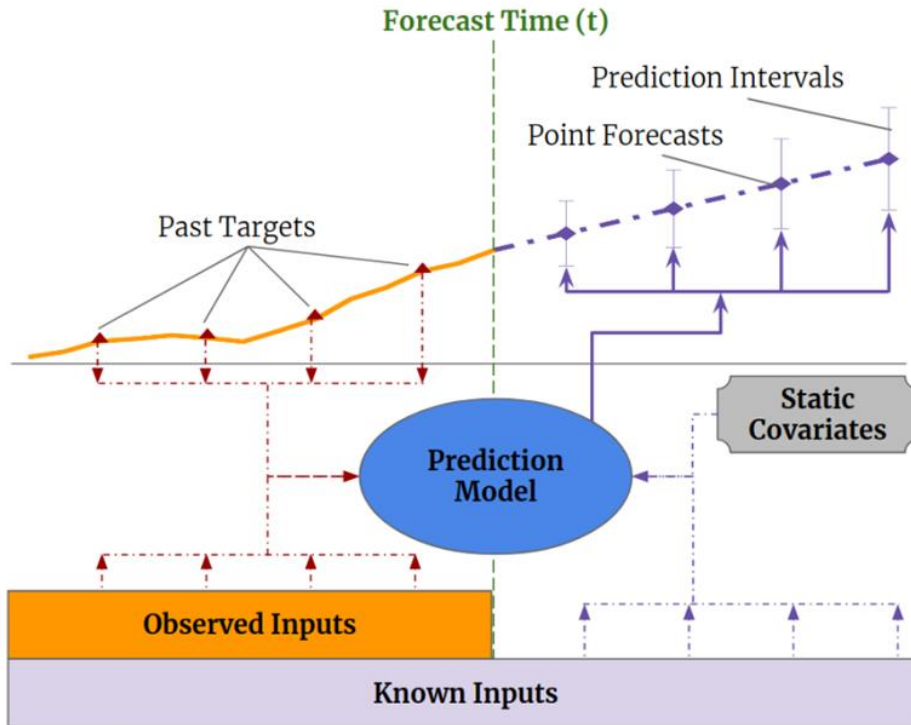 Forecast Time (t)
Prediction Intervals
Point Forecasts
Past Targets
Static
Covariates
Prediction
Model
Observed Inputs
Known Inputs